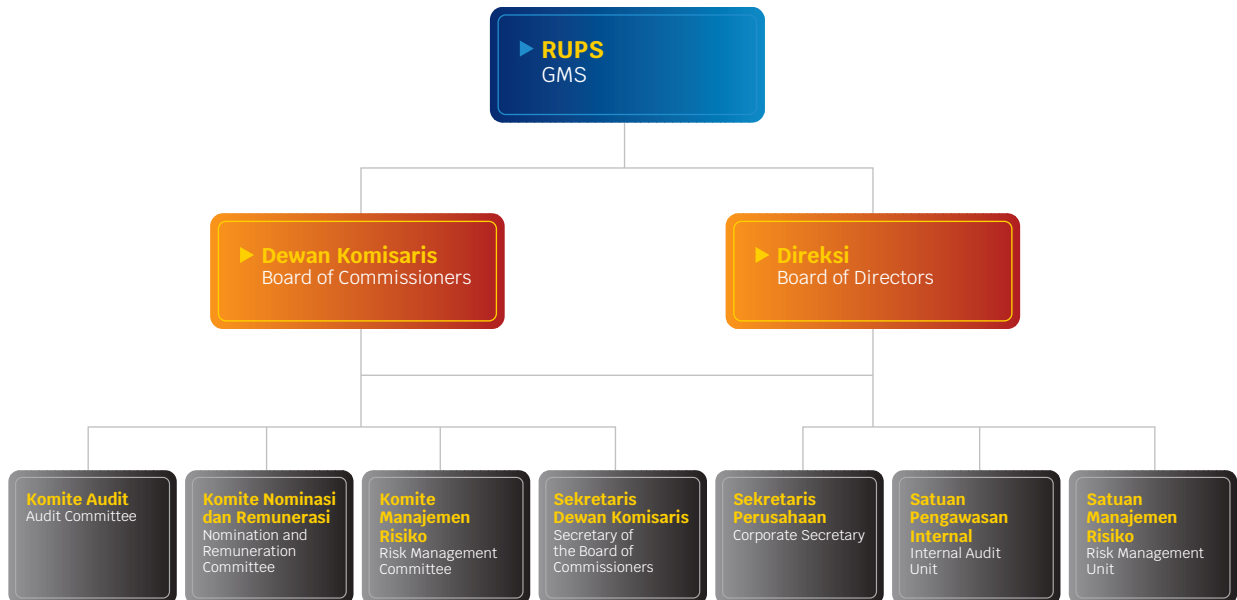 RUPS
GMS
Dewan Komisaris
Board of Commissioners
Direksi
Board of Directors
Komite Audit
Audit Committee
Komite Nominasi
dan Remunerasi
Nomination and
Remuneration
Committee
Komite
Manajemen
Risiko
Risk Management
Committee
Sekretaris
Dewan Komisaris
Secretary of
the Board of
Commissioners
Sekretaris
Perusahaan
Corporate Secretary
Satuan
Pengawasan
Internal
Internal Audit
Unit
Satuan
Manajemen
Risiko
Risk Management
Unit